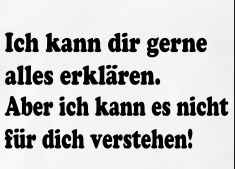 Ich kann dir gerne
alles erklären.
Aber ich kann es nicht
für dich verstehen!